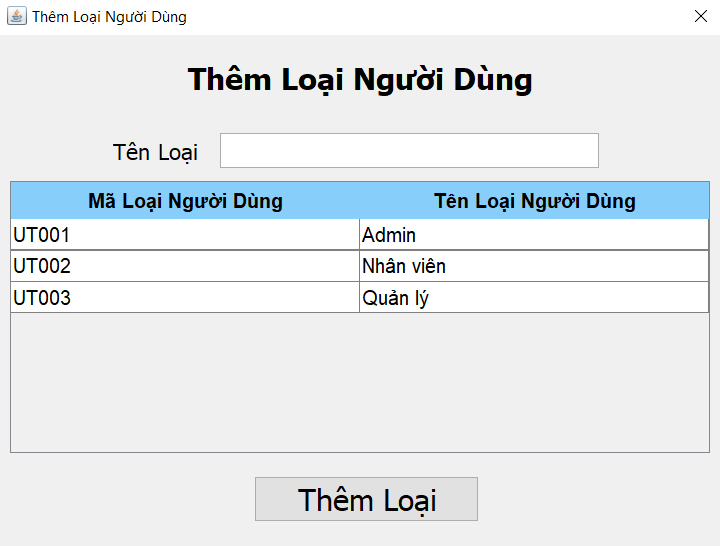 Thêm Loại Người Dùng
Thêm Loại Người Dùng
Tên Loại
Mã Loại Người Dùng Tên Loại Người Dùng
UT001 Admin
UT002 Nhân viên
UT003 Quản lý
Thêm Loại